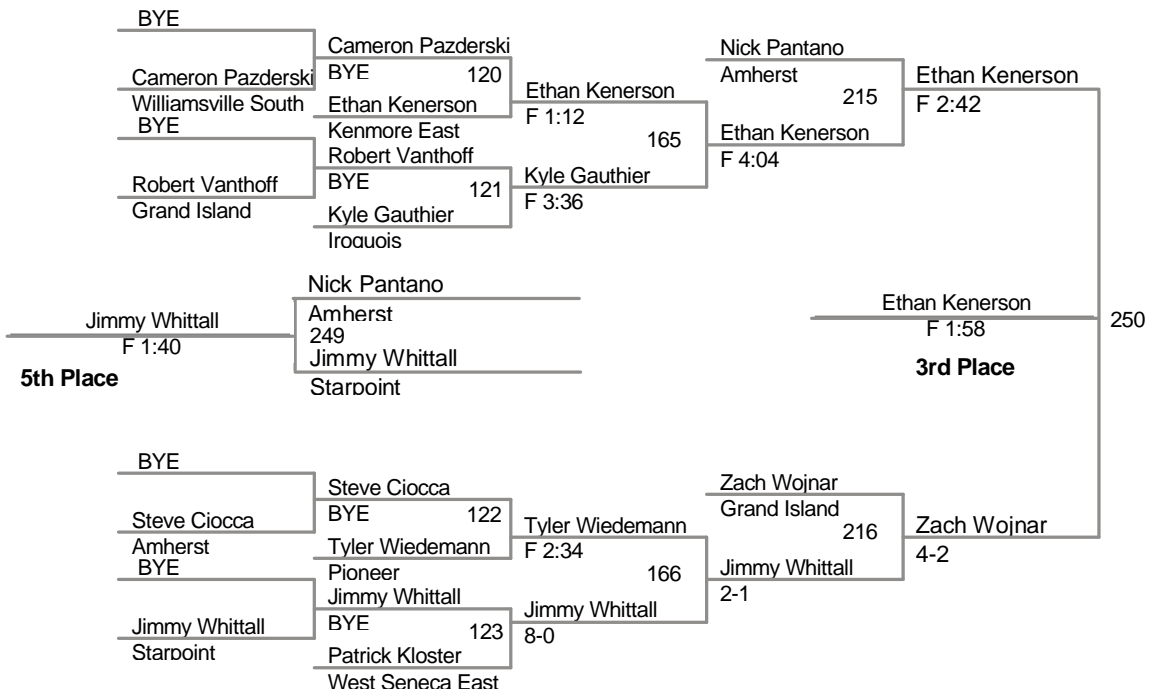 BYE
Cameron Pazderski
Williamsville South
BYE
Robert Vanthoff
Grand Island
Cameron Pazderski
BYE
120
Ethan Kenerson
Kenmore East
Robert Vanthoff
BYE
121
Kyle Gauthier
Iroquois
Ethan Kenerson
F 1:12
165
Kyle Gauthier
F 3:36
Nick Pantano
Amherst
215
Ethan Kenerson
F 4:04
Ethan Kenerson
F 2:42
Jimmy Whittall
F 1:40
5th Place
Nick Pantano
Amherst
249
Jimmy Whittall
Starpoint
Ethan Kenerson
F 1:58
3rd Place
250
BYE
Steve Ciocca
Amherst
BYE
Jimmy Whittall
Starpoint
Steve Ciocca
BYE
122
Tyler Wiedemann
Pioneer
Jimmy Whittall
BYE
123
Patrick Kloster
West Seneca East
Tyler Wiedemann
F 2:34
166
Jimmy Whittall
8-0
Zach Wojnar
Grand Island
216
Jimmy Whittall
2-1
Zach Wojnar
4-2